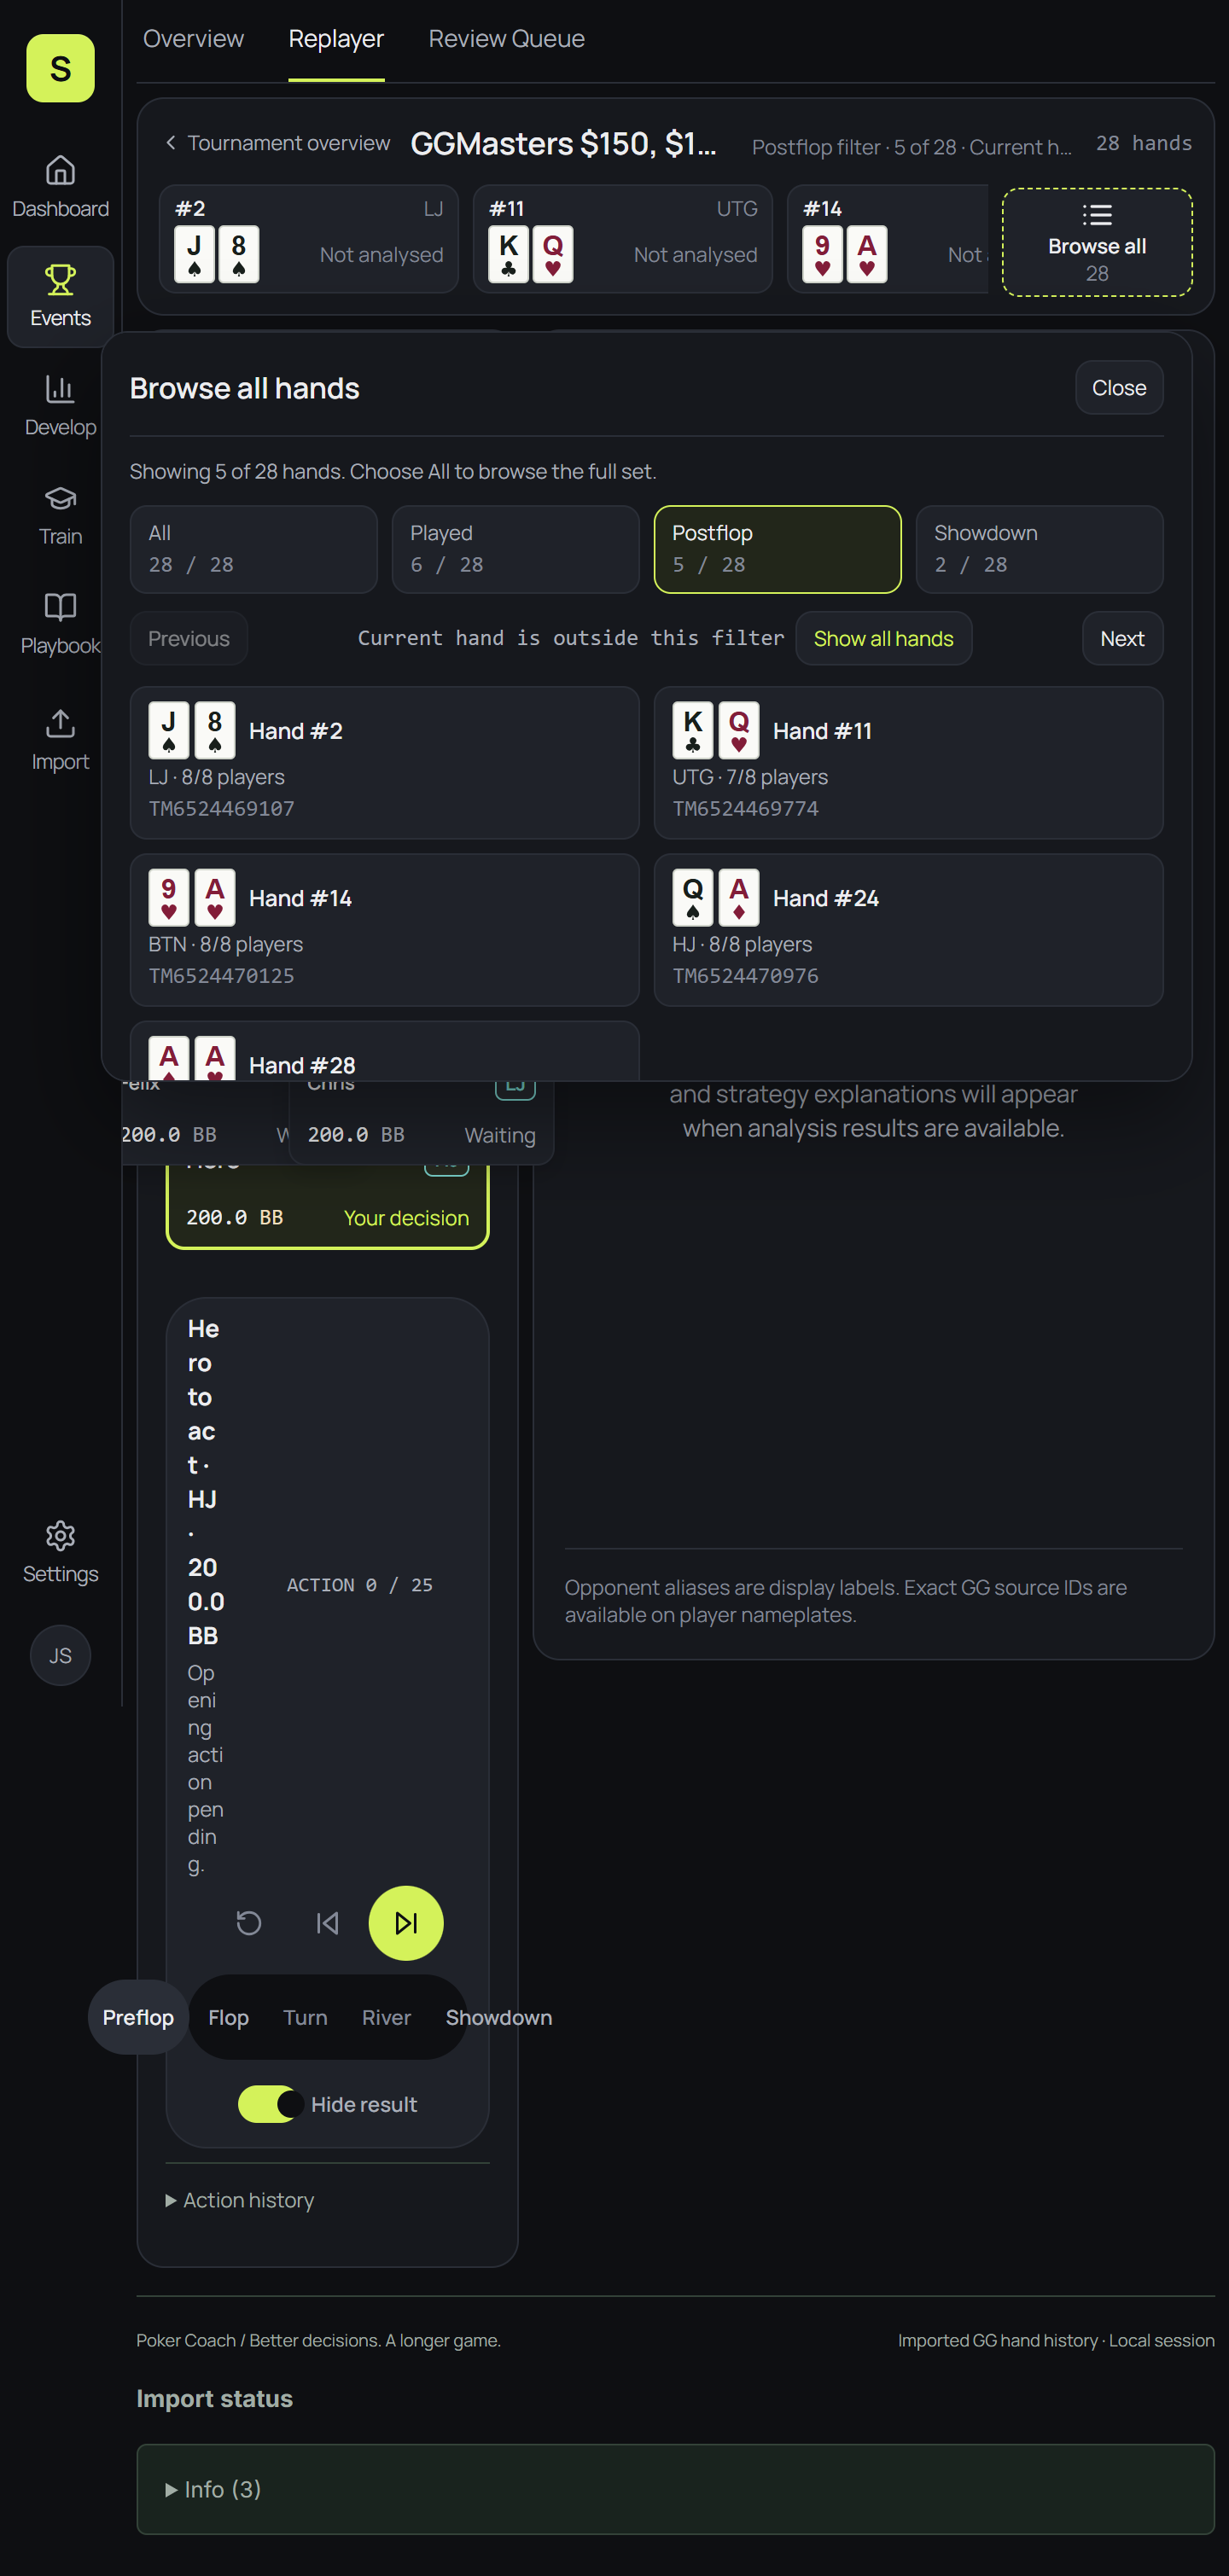 S
Dashboard
Events
Develop
Train
Playbook
Import
Settings
JS
Overview
Replayer
Review Queue
Tournament overview
GGMasters $150, $1...
Postflop filter · 5 of 28 · Current h...
28 hands
#2
LJ
J
8
Not analysed
#11
UTG
K
Q
Not analysed
#14
9
A
Not
Browse all
28
Browse all hands
Close
Showing 5 of 28 hands. Choose All to browse the full set.
All
28 / 28
Played
6 / 28
Postflop
5 / 28
Showdown
2 / 28
Previous
Current hand is outside this filter
Show all hands
Next
J
8
Hand #2
LJ · 8/8 players
TM6524469107
K
Q
Hand #11
UTG · 7/8 players
TM6524469774
9
A
Hand #14
BTN · 8/8 players
TM6524470125
Q
A
Hand #24
HJ · 8/8 players
TM6524470976
A
A
Hand #28
Chris
LJ
200.0 BB
W
200.0 BB
Waiting
200.0 BB
Your decision
and strategy explanations will appear
when analysis results are available.
He
ro
to
ac
t ·
HJ
·
20
0.0
BB
Op
eni
ng
acti
on
pen
din
g.
ACTION 0 / 25
Preflop
Flop
Turn
River
Showdown
Hide result
Action history
Opponent aliases are display labels. Exact GG source IDs are
available on player nameplates.
Poker Coach / Better decisions. A longer game.
Imported GG hand history · Local session
Import status
Info (3)